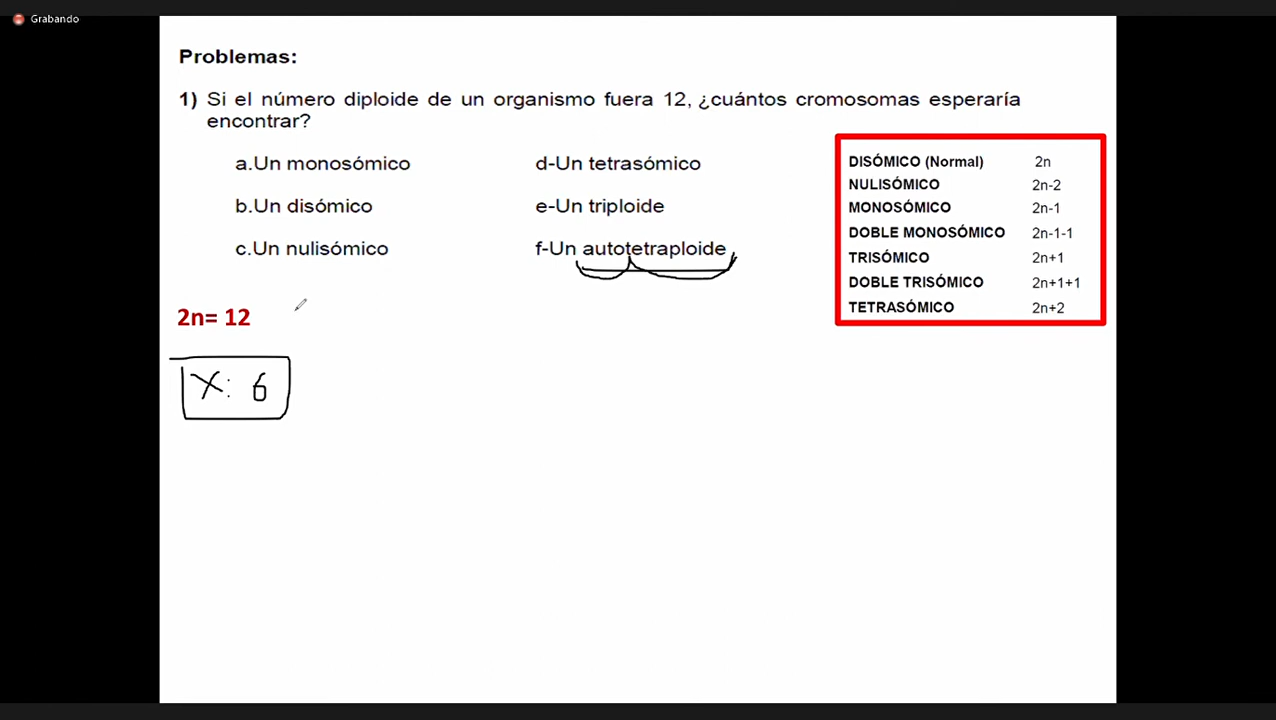 Grabando
Problemas:
1) Si el número diploide de un organismo fuera 12, ¿cuántos cromosomas esperaría
encontrar?
a.Un monosómico
b.Un disómico
c.Un nulisómico
d-Un tetrasómico
e-Un triploide
f-Un autotetraploide
DISÓMICO (Normal) 2n
NULISÓMICO 2n-2
MONOSÓMICO 2n-1
DOBLE MONOSÓMICO 2n-1-1
TRISÓMICO 2n+1
DOBLE TRISÓMICO 2n+1+1
TETRASÓMICO 2n+2
2n= 12
X: 6